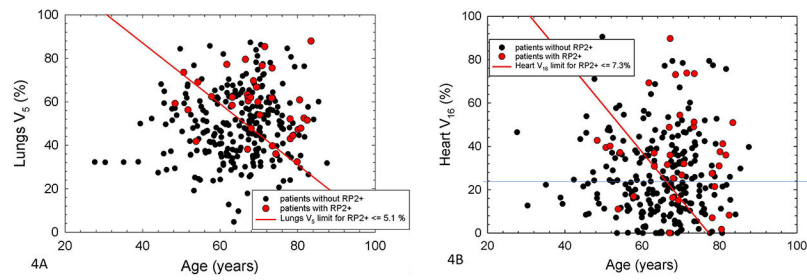 100
80
60
40
20
0
Lungs V5 (%)
patients without RP2+
patients with RP2+
Lungs V5 limit for RP2+ <= 5.1 %
20 40 60 80 100
4A
Age (years)
100
80
60
40
20
0
Heart V16 (%)
patients without RP2+
patients with RP2+
Heart V16 limit for RP2+ <= 7.3%
20 40 60 80 100
4B
Age (years)